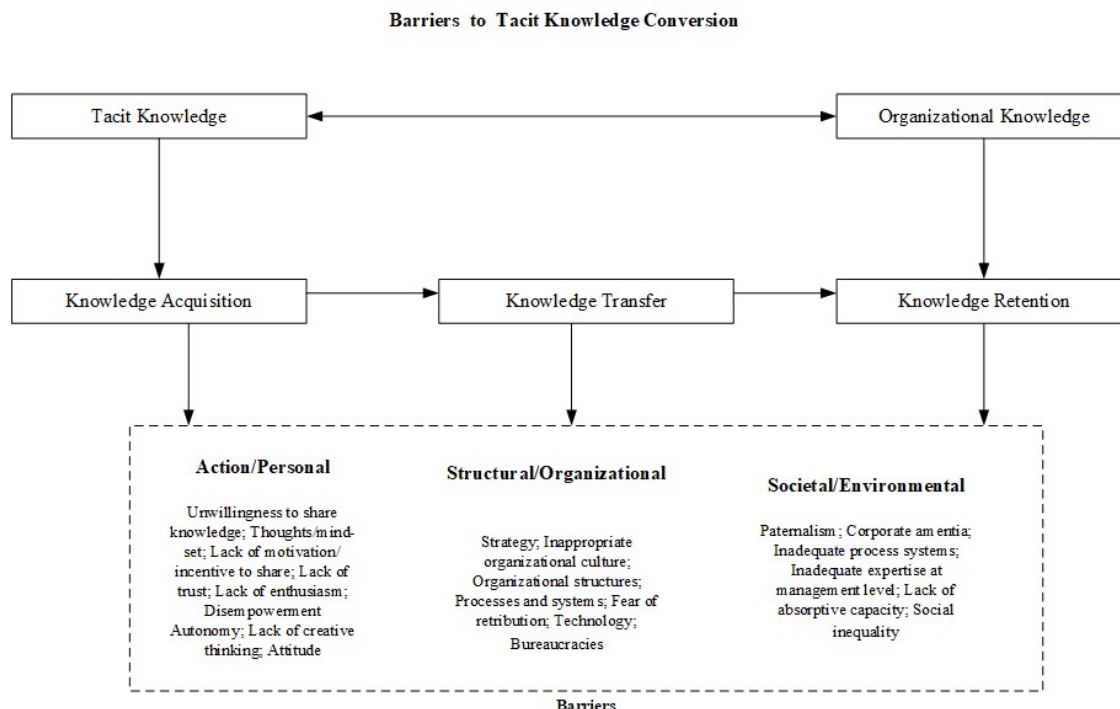 Barriers to Tacit Knowledge Conversion
Tacit Knowledge
Organizational Knowledge
Knowledge Acquisition
Knowledge Transfer
Knowledge Retention
Action/Personal
Unwillingness to share
knowledge; Thoughts/mind-
set; Lack of motivation/
incentive to share; Lack of
trust; Lack of enthusiasm;
Disempowerment
Autonomy; Lack of creative
thinking; Attitude
Structural/Organizational
Strategy; Inappropriate
organizational culture;
Organizational structures;
Processes and systems; Fear of
retribution; Technology;
Bureaucracies
Societal/Environmental
Paternalism; Corporate amentia;
Inadequate process systems;
Inadequate expertise at
management level; Lack of
absorptive capacity; Social
inequality
Barriers